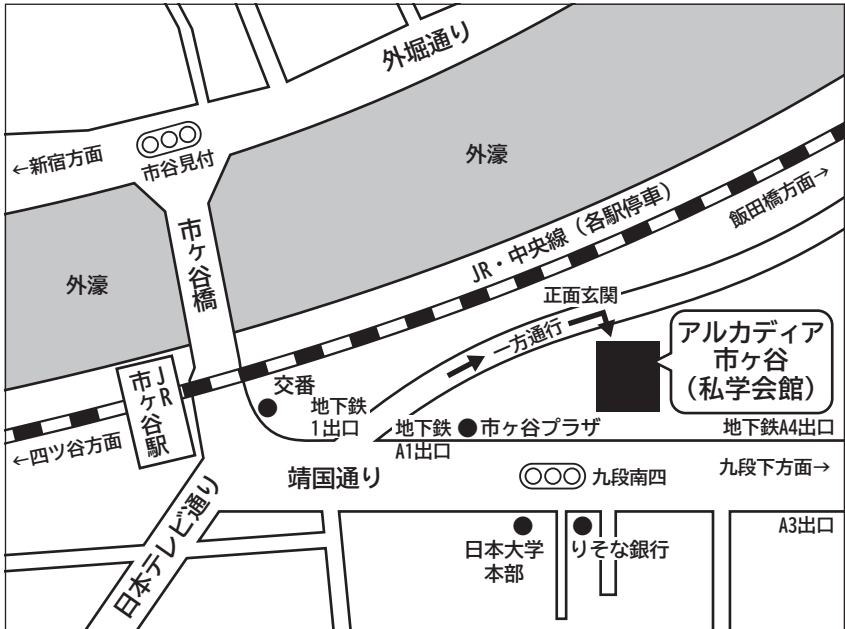 外堀通り
←新宿方面
市谷見付
外濠
飯田橋方面→
市ヶ谷橋
JR・中央線（各駅停車）
外濠
正面玄関
一方通行
アルカディア
市ヶ谷
（私学会館）
JR
市ヶ谷駅
交番
地下鉄
1出口
地下鉄
A1出口
市ヶ谷プラザ
地下鉄A4出口
←四ツ谷方面
靖国通り
九段南四
九段下方面→
日本テレビ通り
日本大学
本部
りそな銀行
A3出口